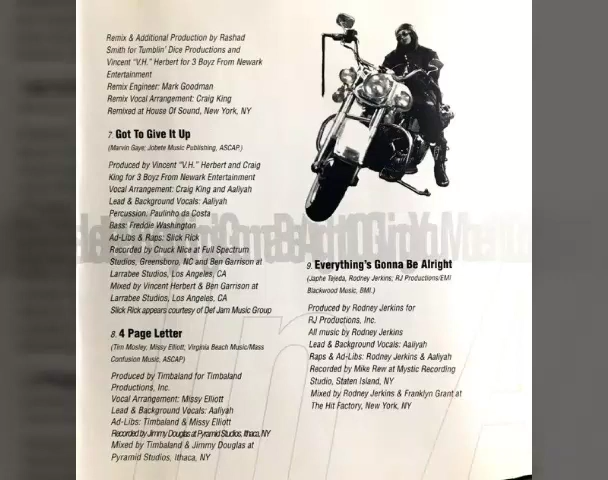 Remix & Additional Production by Rashad
Smith for Tumblin' Dice Productions and
Vincent "V.H." Herbert for 3 Boyz From Newark
Entertainment
Remix Engineer: Mark Goodman
Remix Vocal Arrangement: Craig King
Remixed at House Of Sound, New York, NY
7. Got To Give It Up
(Marvin Gaye; Jobete Music Publishing, ASCAP.)
Produced by Vincent "V.H." Herbert and Craig
King for 3 Boyz From Newark Entertainment
Vocal Arrangement: Craig King and Aaliyah
Lead & Background Vocals: Aaliyah
Percussion: Paulinho da Costa
Bass: Freddie Washington
Ad-Libs & Raps: Slick Rick
Recorded by Chuck Nice at Full Spectrum
Studios, Greensboro, NC and Ben Garrison at
Larrabee Studios, Los Angeles, CA
Mixed by Vincent Herbert & Ben Garrison at
Larrabee Studios, Los Angeles, CA
Slick Rick appears courtesy of Def Jam Music Group
8. 4 Page Letter
(Tim Mosley, Missy Elliott; Virginia Beach Music/Mass
Confusion Music, ASCAP)
Produced by Timbaland for Timbaland
Productions, Inc.
Vocal Arrangement: Missy Elliott
Lead & Background Vocals: Aaliyah
Ad-Libs: Timbaland & Missy Elliott
Recorded by Jimmy Douglas at Pyramid Studios, Ithaca, NY
Mixed by Timbaland & Jimmy Douglas at
Pyramid Studios, Ithaca, NY
9. Everything's Gonna Be Alright
(Japhe Tejeda, Rodney Jerkins; RJ Productions/EMI
Blackwood Music, BMI.)
Produced by Rodney Jerkins for
RJ Productions, Inc.
All music by Rodney Jerkins
Lead & Background Vocals: Aaliyah
Raps & Ad-Libs: Rodney Jerkins & Aaliyah
Recorded by Mike Rew at Mystic Recording
Studio, Staten Island, NY
Mixed by Rodney Jerkins & Franklyn Grant at
The Hit Factory, New York, NY